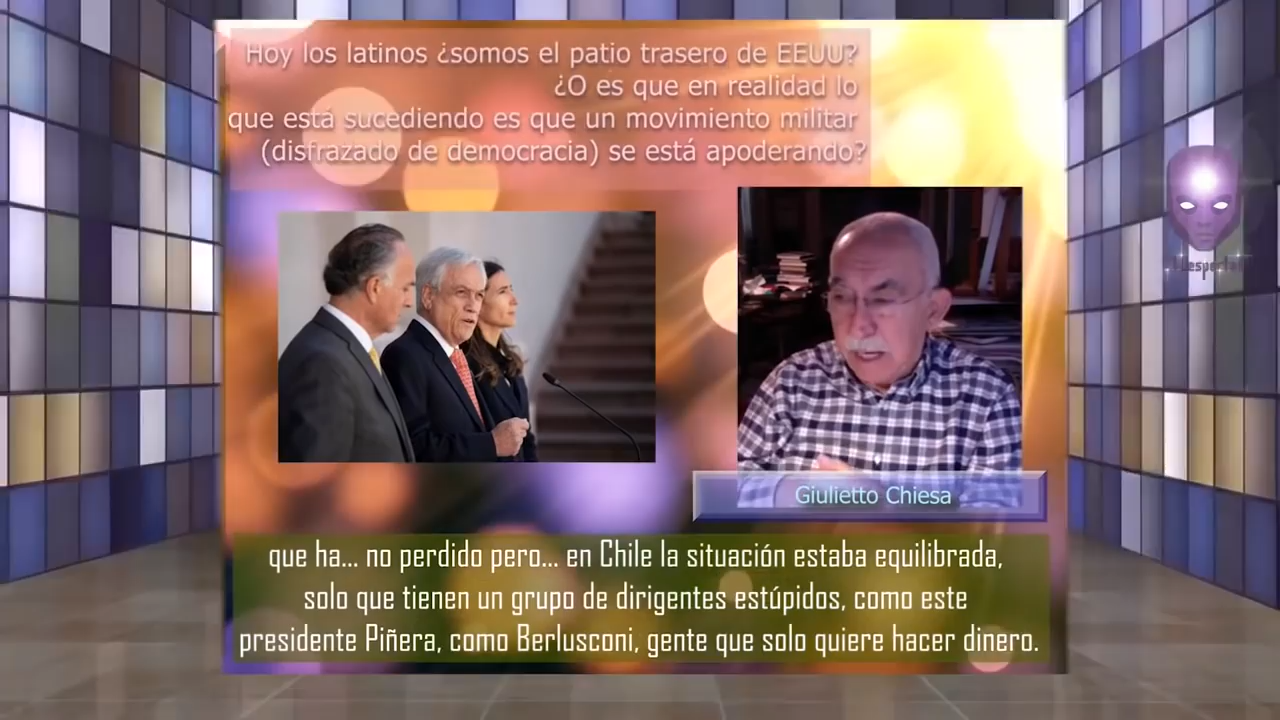 Hoy los latinos ¿somos el patio trasero de EEUU?
¿O es que en realidad lo
que está sucediendo es que un movimiento militar
(disfrazado de democracia) se está apoderando?
Giulietto Chiesa
que ha... no perdido pero... en Chile la situación estaba equilibrada,
solo que tienen un grupo de dirigentes estúpidos, como este
presidente Piñera, como Berlusconi, gente que solo quiere hacer dinero.